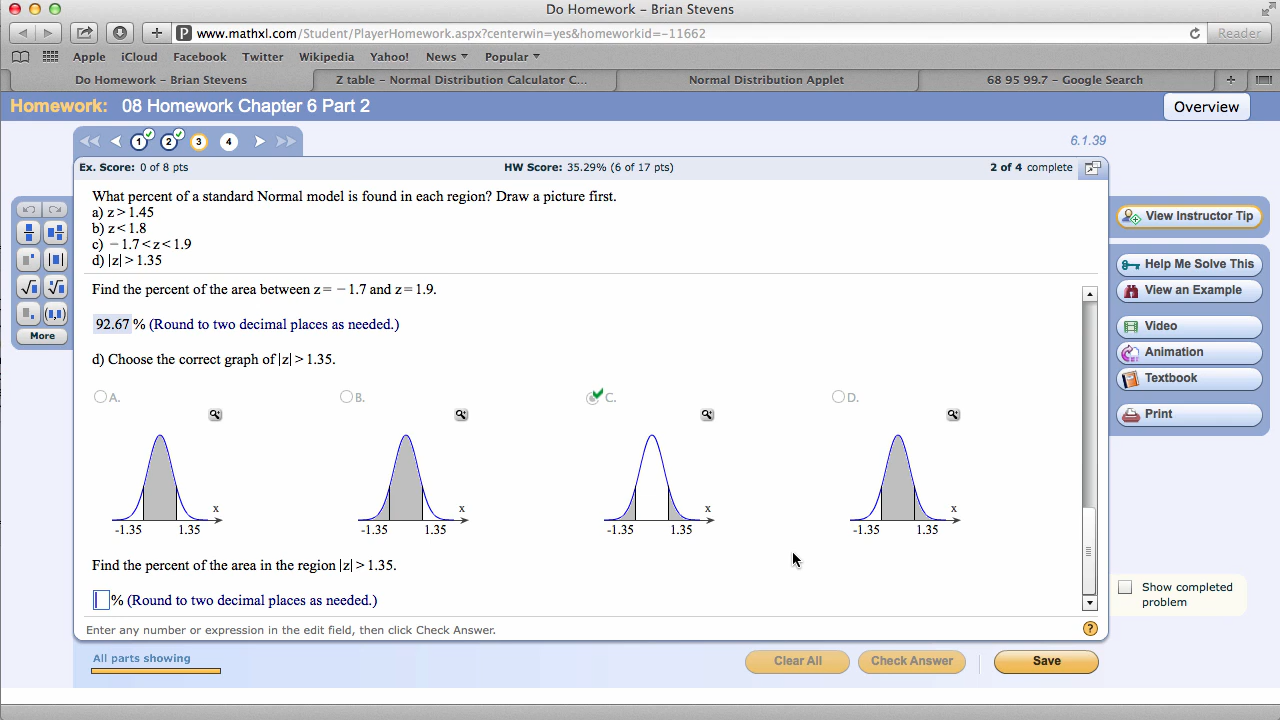 Do Homework – Brian Stevens
www.mathxl.com/Student/PlayerHomework.aspx?centerwin=yes&homeworkid=-11662
Reader
Apple iCloud Facebook Twitter Wikipedia Yahoo! News Popular
Do Homework – Brian Stevens
Z table – Normal Distribution Calculator C...
Normal Distribution Applet
68 95 99.7 – Google Search
Homework: 08 Homework Chapter 6 Part 2
Overview
1 2 3 4
6.1.39
Ex. Score: 0 of 8 pts
HW Score: 35.29% (6 of 17 pts)
2 of 4 complete
What percent of a standard Normal model is found in each region? Draw a picture first.
a) z > 1.45
b) z < 1.8
c) − 1.7 < z < 1.9
d) |z| > 1.35
Find the percent of the area between z = − 1.7 and z = 1.9.
92.67 % (Round to two decimal places as needed.)
d) Choose the correct graph of |z| > 1.35.
A.
B.
C.
D.
x
x
x
x
-1.35 1.35
-1.35 1.35
-1.35 1.35
-1.35 1.35
Find the percent of the area in the region |z| > 1.35.
% (Round to two decimal places as needed.)
Enter any number or expression in the edit field, then click Check Answer.
?
More
View Instructor Tip
Help Me Solve This
View an Example
Video
Animation
Textbook
Print
Show completed
problem
All parts showing
Clear All
Check Answer
Save